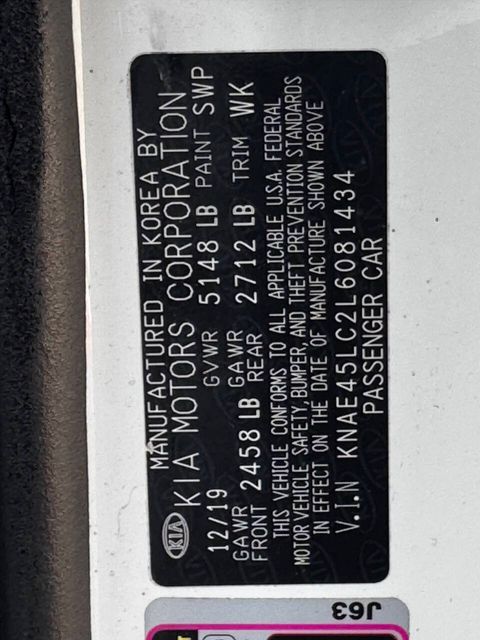 MANUFACTURED IN KOREA BY
KIA KIA MOTORS CORPORATION
12/19 GVWR 5148 LB PAINT SWP
GAWR FRONT 2458 LB GAWR REAR 2712 LB TRIM WK
THIS VEHICLE CONFORMS TO ALL APPLICABLE U.S.A. FEDERAL
MOTOR VEHICLE SAFETY, BUMPER, AND THEFT PREVENTION STANDARDS
IN EFFECT ON THE DATE OF MANUFACTURE SHOWN ABOVE
V.I.N KNAE45LC2L6081434
PASSENGER CAR
J63